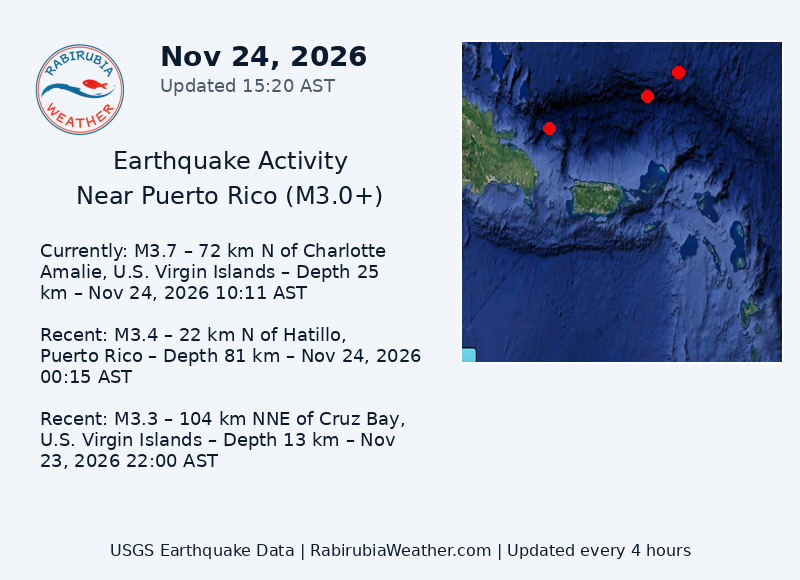 RABIRUBIA
WEATHER
Nov 24, 2026
Updated 15:20 AST
Earthquake Activity
Near Puerto Rico (M3.0+)
Currently: M3.7 – 72 km N of Charlotte
Amalie, U.S. Virgin Islands – Depth 25
km – Nov 24, 2026 10:11 AST
Recent: M3.4 – 22 km N of Hatillo,
Puerto Rico – Depth 81 km – Nov 24, 2026
00:15 AST
Recent: M3.3 – 104 km NNE of Cruz Bay,
U.S. Virgin Islands – Depth 13 km – Nov
23, 2026 22:00 AST
USGS Earthquake Data | RabirubiaWeather.com | Updated every 4 hours